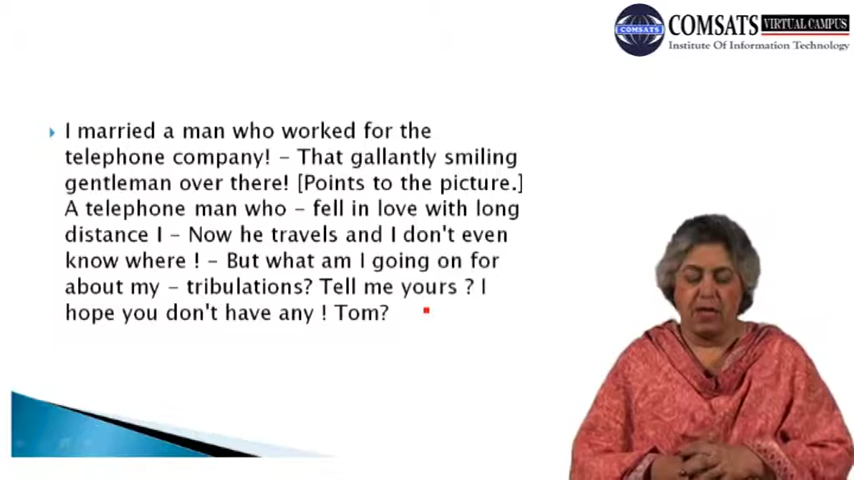 COMSATS VIRTUAL CAMPUS
COMSATS
Institute Of Information Technology
I married a man who worked for the
telephone company! - That gallantly smiling
gentleman over there! [Points to the picture.]
A telephone man who - fell in love with long
distance I - Now he travels and I don't even
know where ! - But what am I going on for
about my - tribulations? Tell me yours ? I
hope you don't have any ! Tom?